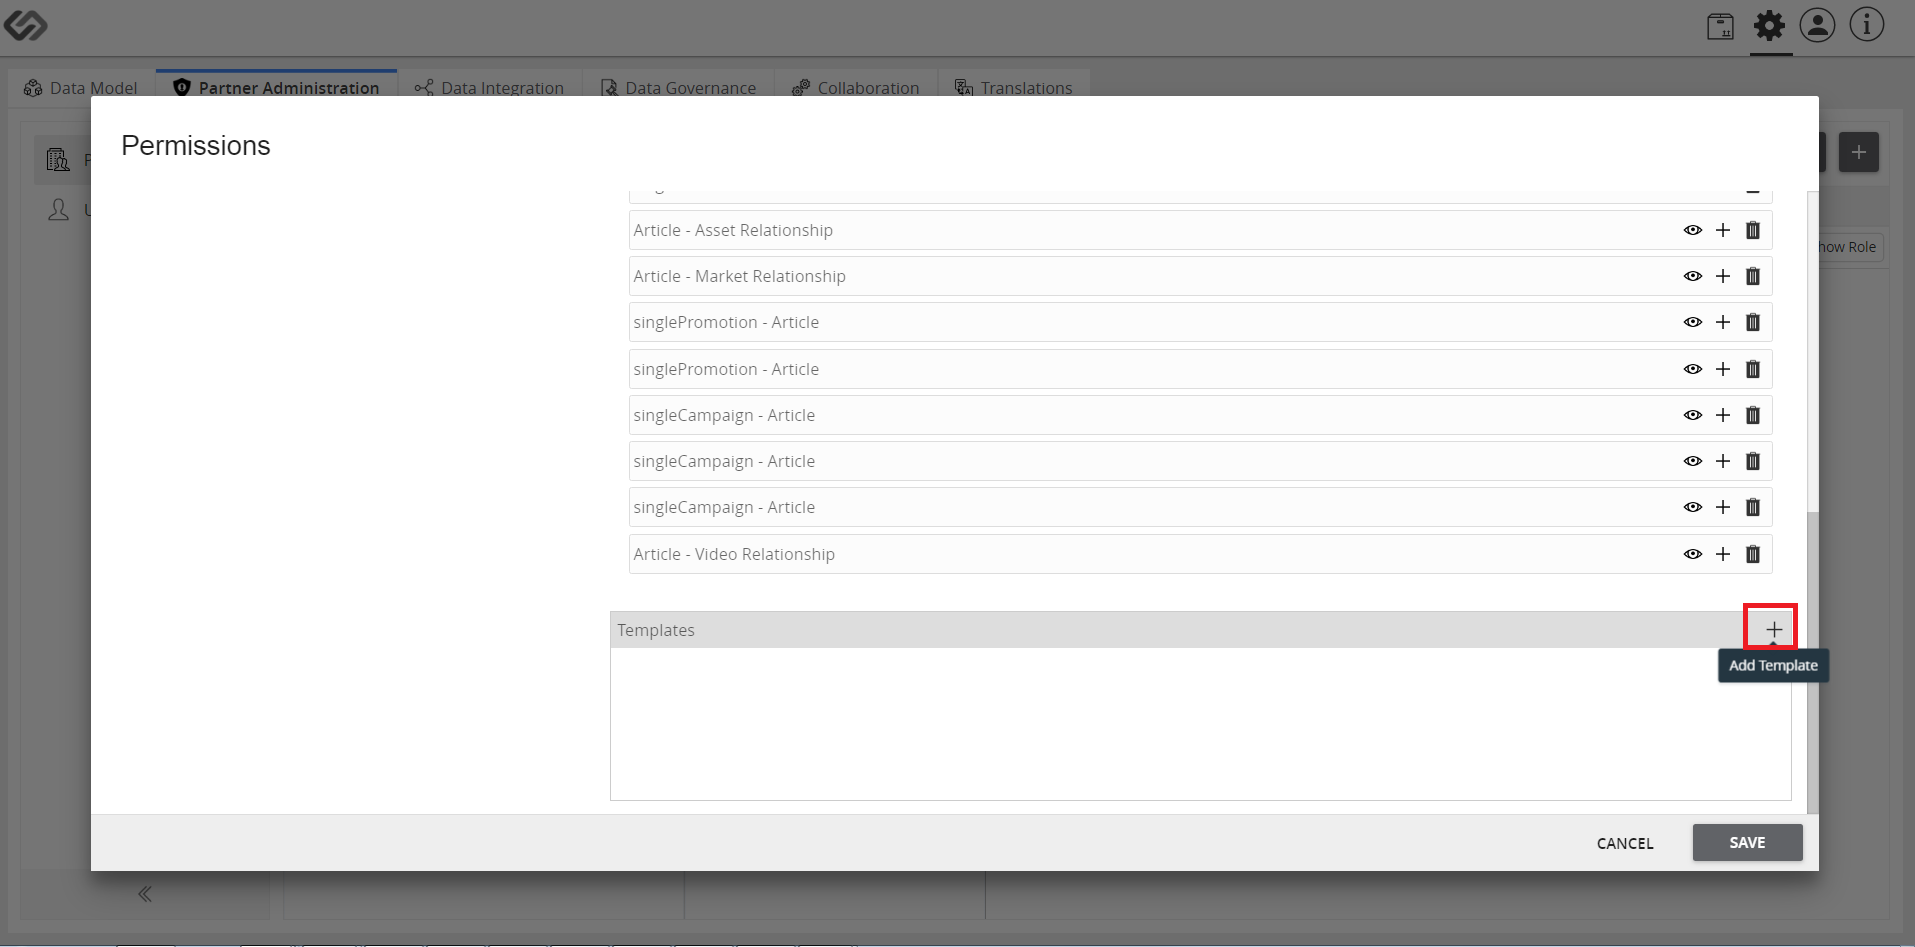 Data Model
Partner Administration
Data Integration
Data Governance
Collaboration
Translations
Permissions
Article - Asset Relationship
how Role
Article - Market Relationship
singlePromotion - Article
singlePromotion - Article
singleCampaign - Article
singleCampaign - Article
singleCampaign - Article
Article - Video Relationship
Templates
Add Template
CANCEL
SAVE